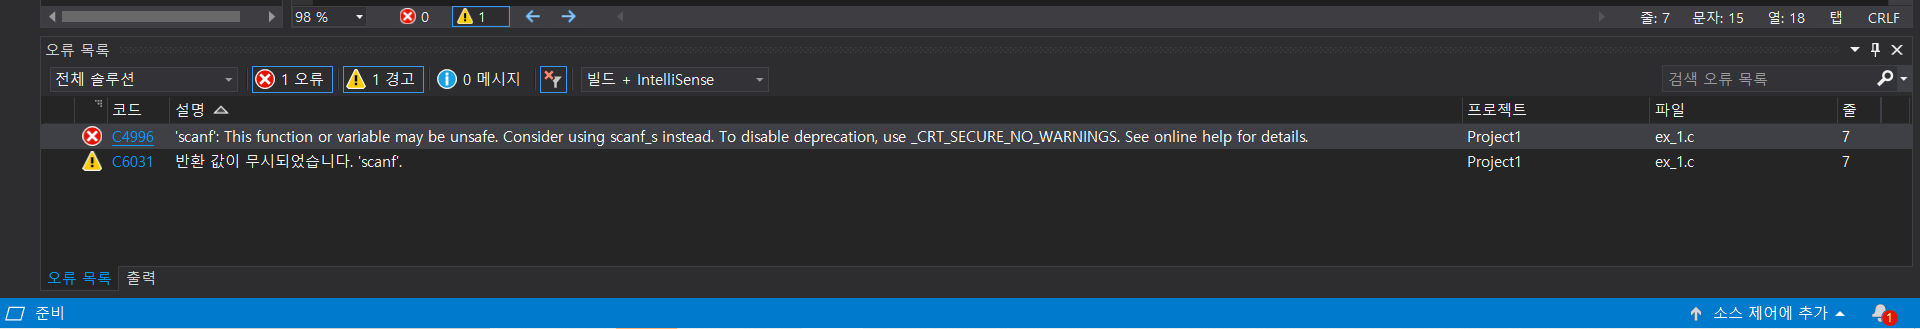 98 % 0 1 줄: 7 문자: 15 열: 18 탭 CRLF
오류 목록
전체 솔루션 1 오류 1 경고 0 메시지 빌드 + IntelliSense 검색 오류 목록
코드 설명 프로젝트 파일 줄
C4996 'scanf': This function or variable may be unsafe. Consider using scanf_s instead. To disable deprecation, use _CRT_SECURE_NO_WARNINGS. See online help for details. Project1 ex_1.c 7
C6031 반환 값이 무시되었습니다. 'scanf'. Project1 ex_1.c 7
오류 목록 출력
준비 소스 제어에 추가 1